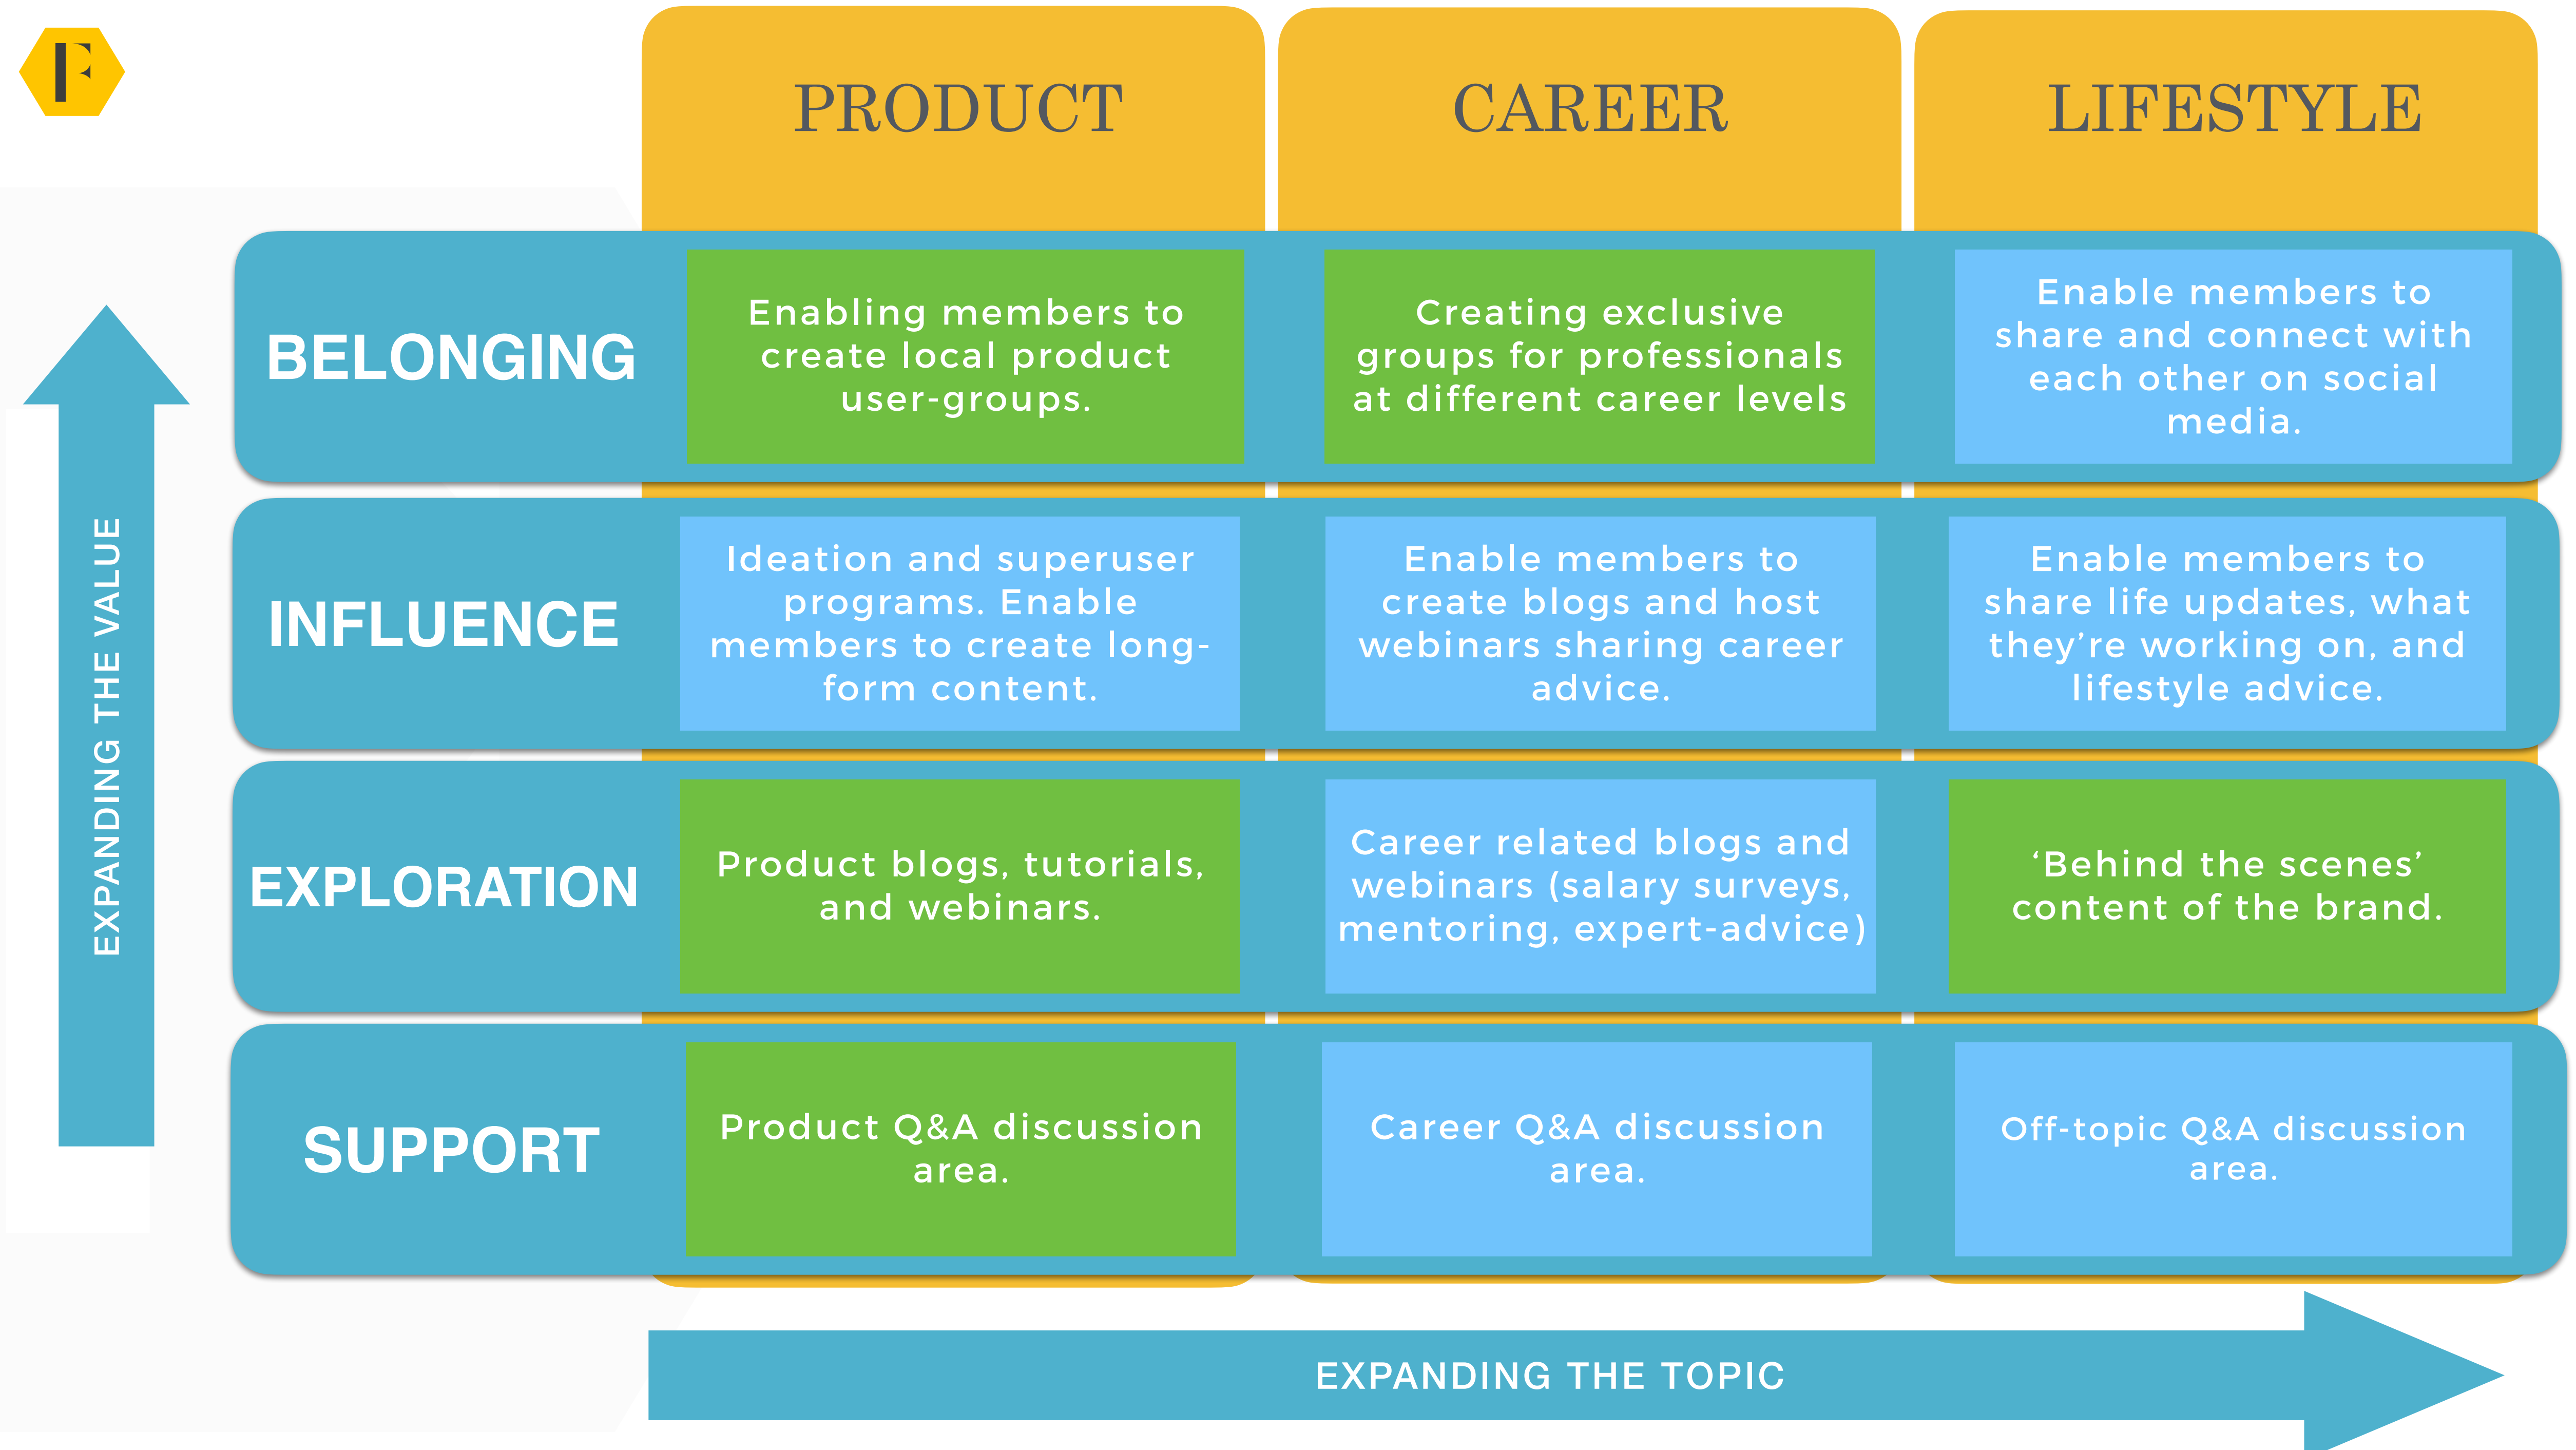 F
PRODUCT
CAREER
LIFESTYLE
BELONGING
Enabling members to
create local product
user-groups.
Creating exclusive
groups for professionals
at different career levels
Enable members to
share and connect with
each other on social
media.
INFLUENCE
Ideation and superuser
programs. Enable
members to create long-
form content.
Enable members to
create blogs and host
webinars sharing career
advice.
Enable members to
share life updates, what
they’re working on, and
lifestyle advice.
EXPLORATION
Product blogs, tutorials,
and webinars.
Career related blogs and
webinars (salary surveys,
mentoring, expert-advice)
‘Behind the scenes’
content of the brand.
SUPPORT
Product Q&A discussion
area.
Career Q&A discussion
area.
Off-topic Q&A discussion
area.
EXPANDING THE VALUE
EXPANDING THE TOPIC